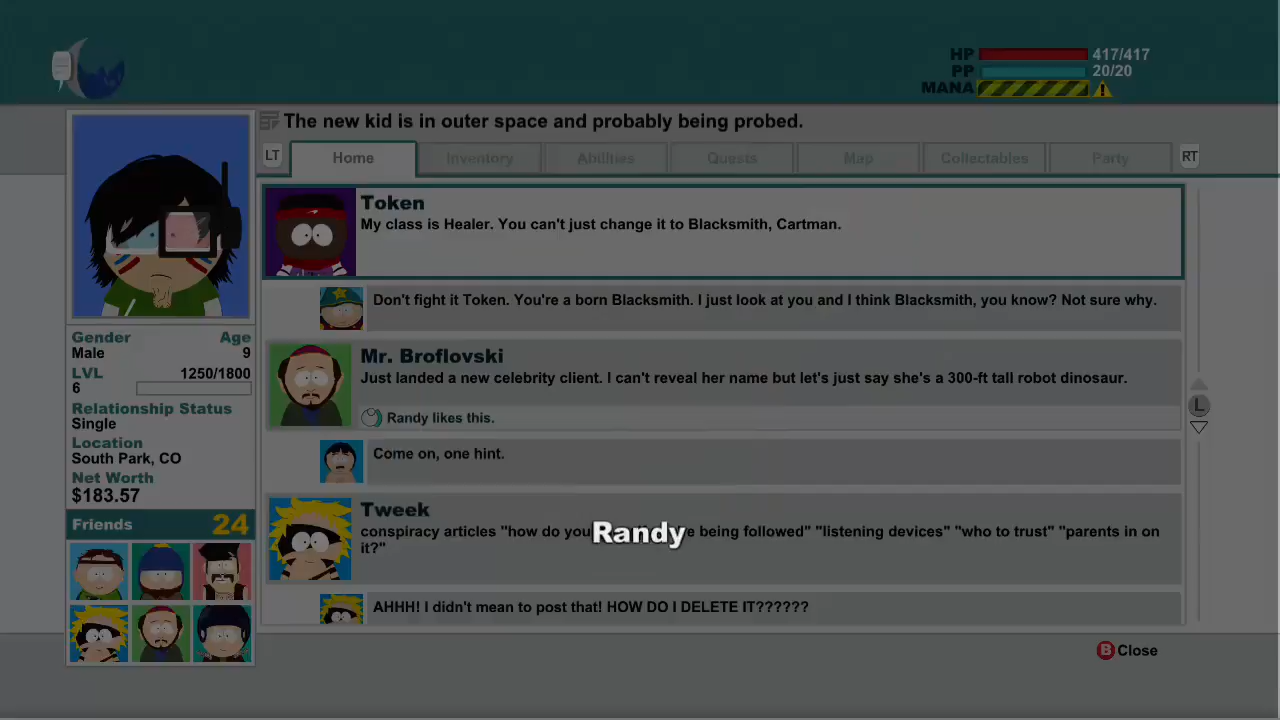 HP 417/417
PP 20/20
MANA
The new kid is in outer space and probably being probed.
LT Home Inventory Abilities Quests Map Collectables Party RT
Token
My class is Healer. You can't just change it to Blacksmith, Cartman.
Don't fight it Token. You're a born Blacksmith. I just look at you and I think Blacksmith, you know? Not sure why.
Gender Age
Male 9
LVL 1250/1800
6
Relationship Status
Single
Location
South Park, CO
Net Worth
$183.57
Friends 24
Mr. Broflovski
Just landed a new celebrity client. I can't reveal her name but let's just say she's a 300-ft tall robot dinosaur.
Randy likes this.
L
Come on, one hint.
Tweek
conspiracy articles "how do you being followed" "listening devices" "who to trust" "parents in on
it?"
Randy
AHHH! I didn't mean to post that! HOW DO I DELETE IT??????
B Close